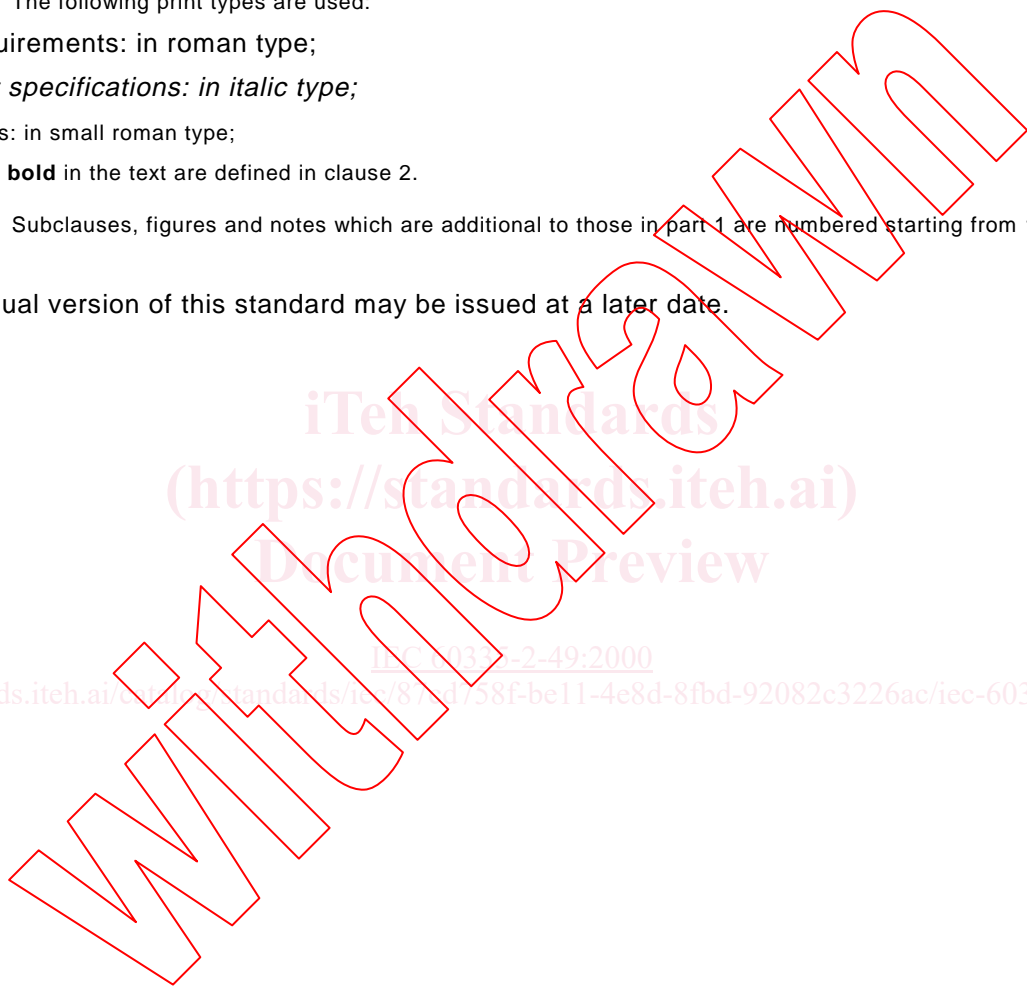 The following print types are used:
uirements: in roman type;
specifications: in italic type;
s: in small roman type;
bold in the text are defined in clause 2.
Subclauses, figures and notes which are additional to those in part 1 are numbered starting from
ual version of this standard may be issued at a later date.
iTeh Standards
(https://standards.iteh.ai)
Document Preview
IEC 60335-2-49:2000
ds.iteh.ai/catalog/standards/iec/87cd758f-be11-4e8d-8fbd-92082c3226ac/iec-603
withdrawn